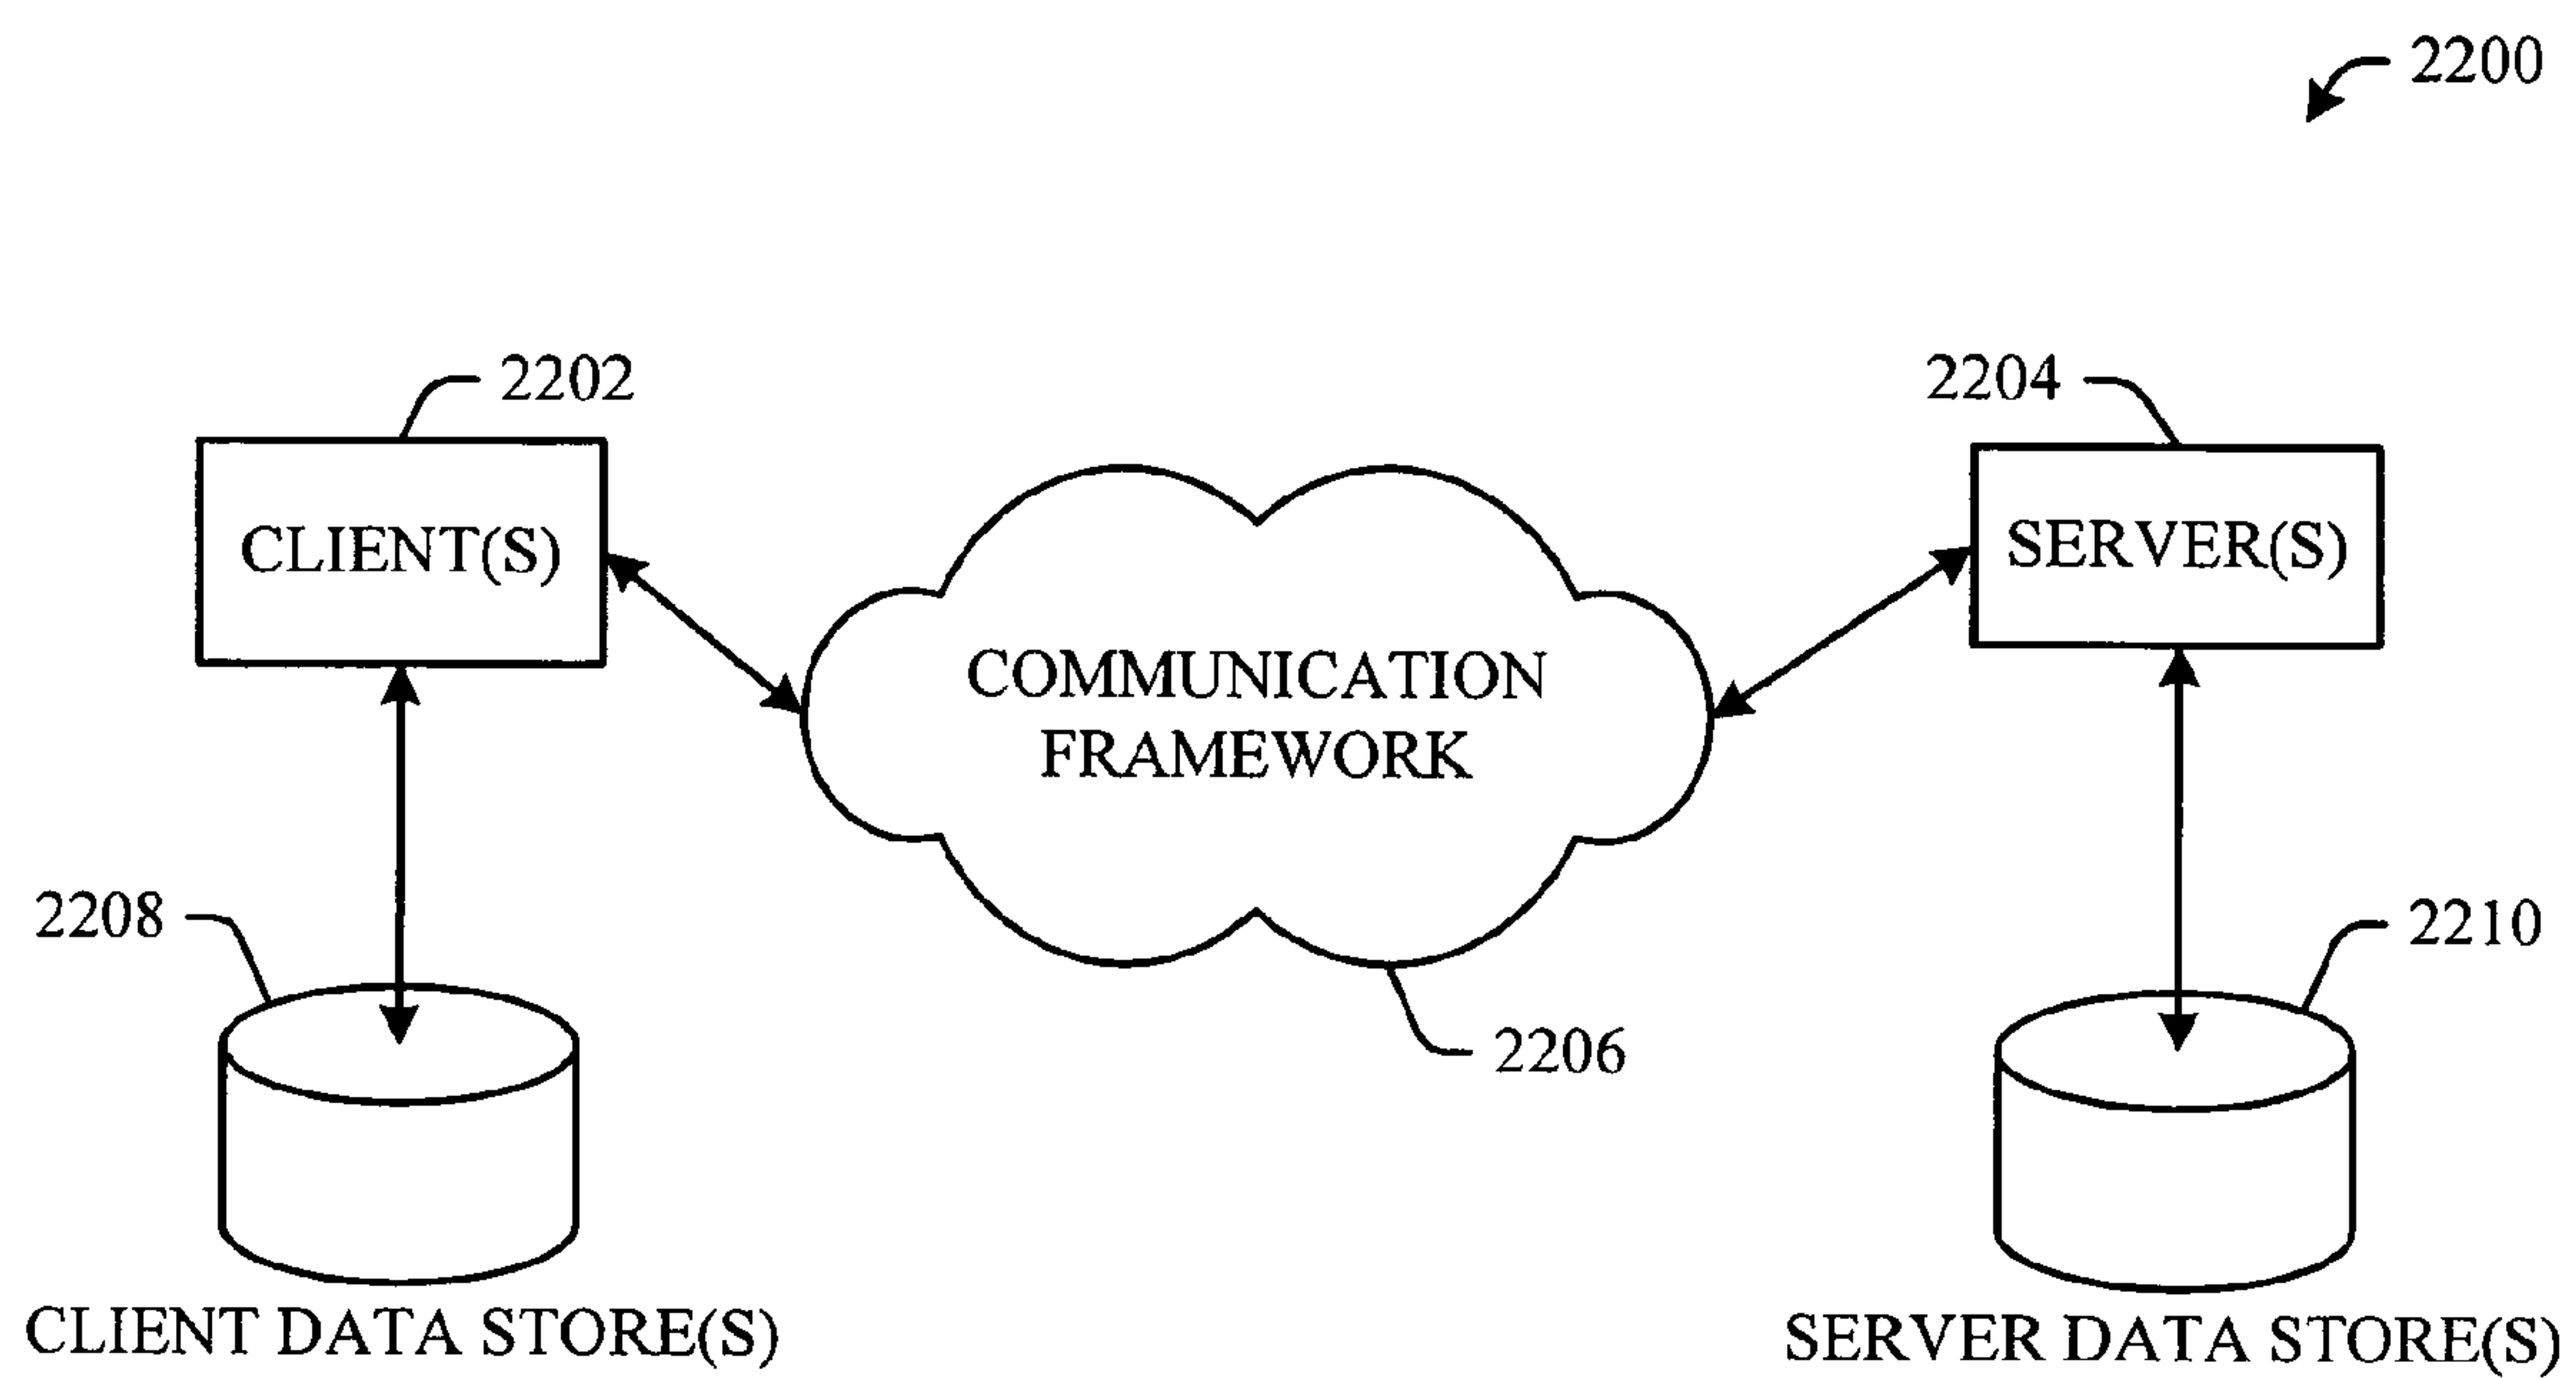 2200
2202
2204
CLIENT(S)
SERVER(S)
COMMUNICATION
FRAMEWORK
2208
2210
2206
CLIENT DATA STORE(S)
SERVER DATA STORE(S)